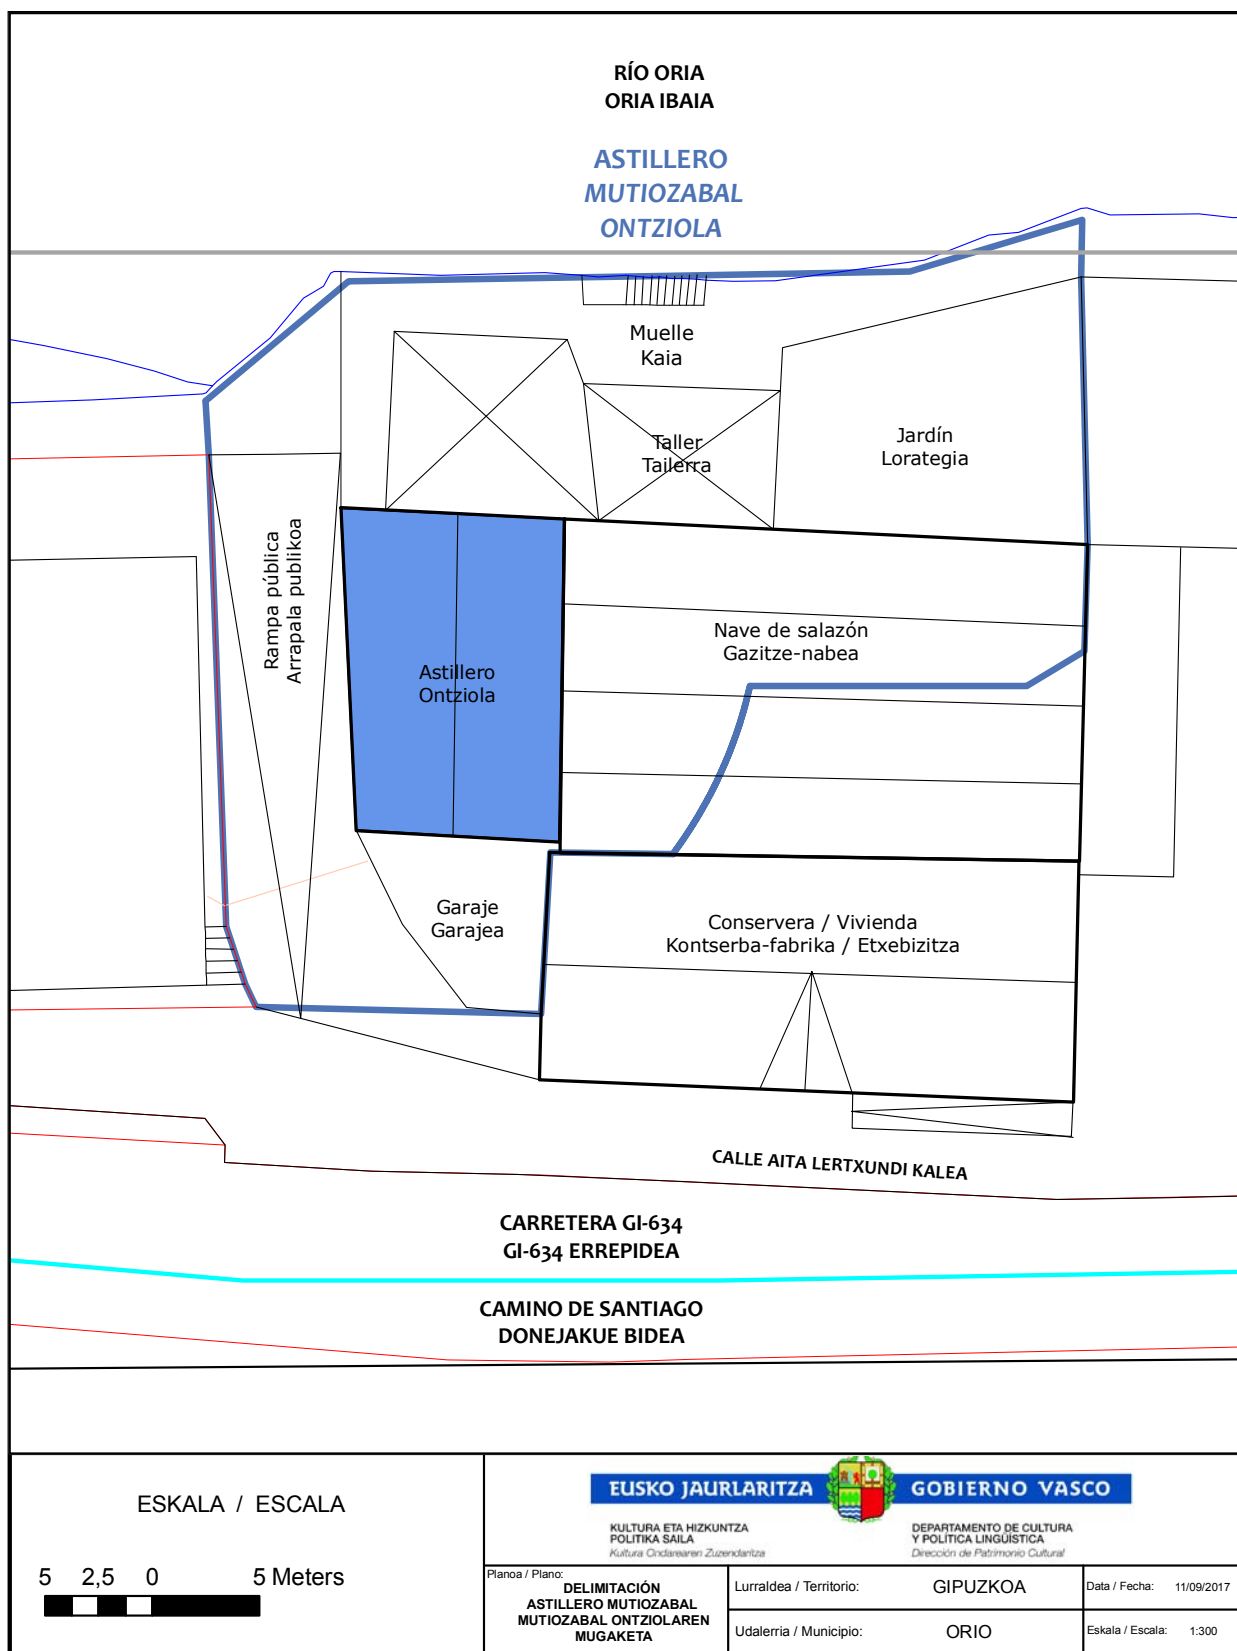 RÍO ORIA
ORIA IBAIA
ASTILLERO
MUTIOZABAL
ONTZIOLA
Muelle
Kaia
Taller
Tailerra
Jardín
Lorategia
Rampa pública
Arrapala publikoa
Astillero
Ontziola
Nave de salazón
Gazitze-nabea
Garaje
Garajea
Conservera / Vivienda
Kontserba-fabrika / Etxebizitza
CALLE AITA LERTXUNDI KALEA
CARRETERA GI-634
GI-634 ERREPIDEA
CAMINO DE SANTIAGO
DONEJAKUE BIDEA
ESKALA / ESCALA
5 2,5 0 5 Meters
EUSKO JAURLARITZA GOBIERNO VASCO
KULTURA ETA HIZKUNTZA
POLITIKA SAILA
Kultura Ondarearen Zuzendaritza
DEPARTAMENTO DE CULTURA
Y POLÍTICA LINGÜÍSTICA
Dirección de Patrimonio Cultural
Planoa / Plano:
DELIMITACIÓN
ASTILLERO MUTIOZABAL
MUTIOZABAL ONTZIOLAREN
MUGAKETA
Lurraldea / Territorio: GIPUZKOA
Data / Fecha: 11/09/2017
Udalerria / Municipio: ORIO
Eskala / Escala: 1:300